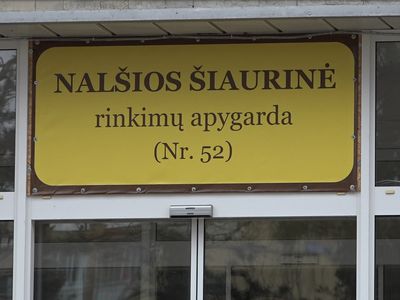 NALŠIOS ŠIAURINĖ
rinkimų apygarda
(Nr. 52)